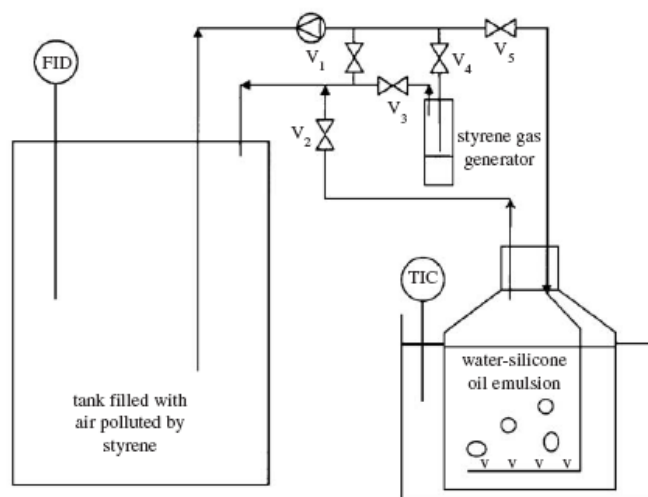 FID
V1
V4
V5
V3
V2
styrene gas
generator
TIC
water-silicone
oil emulsion
tank filled with
air polluted by
styrene
v v v v